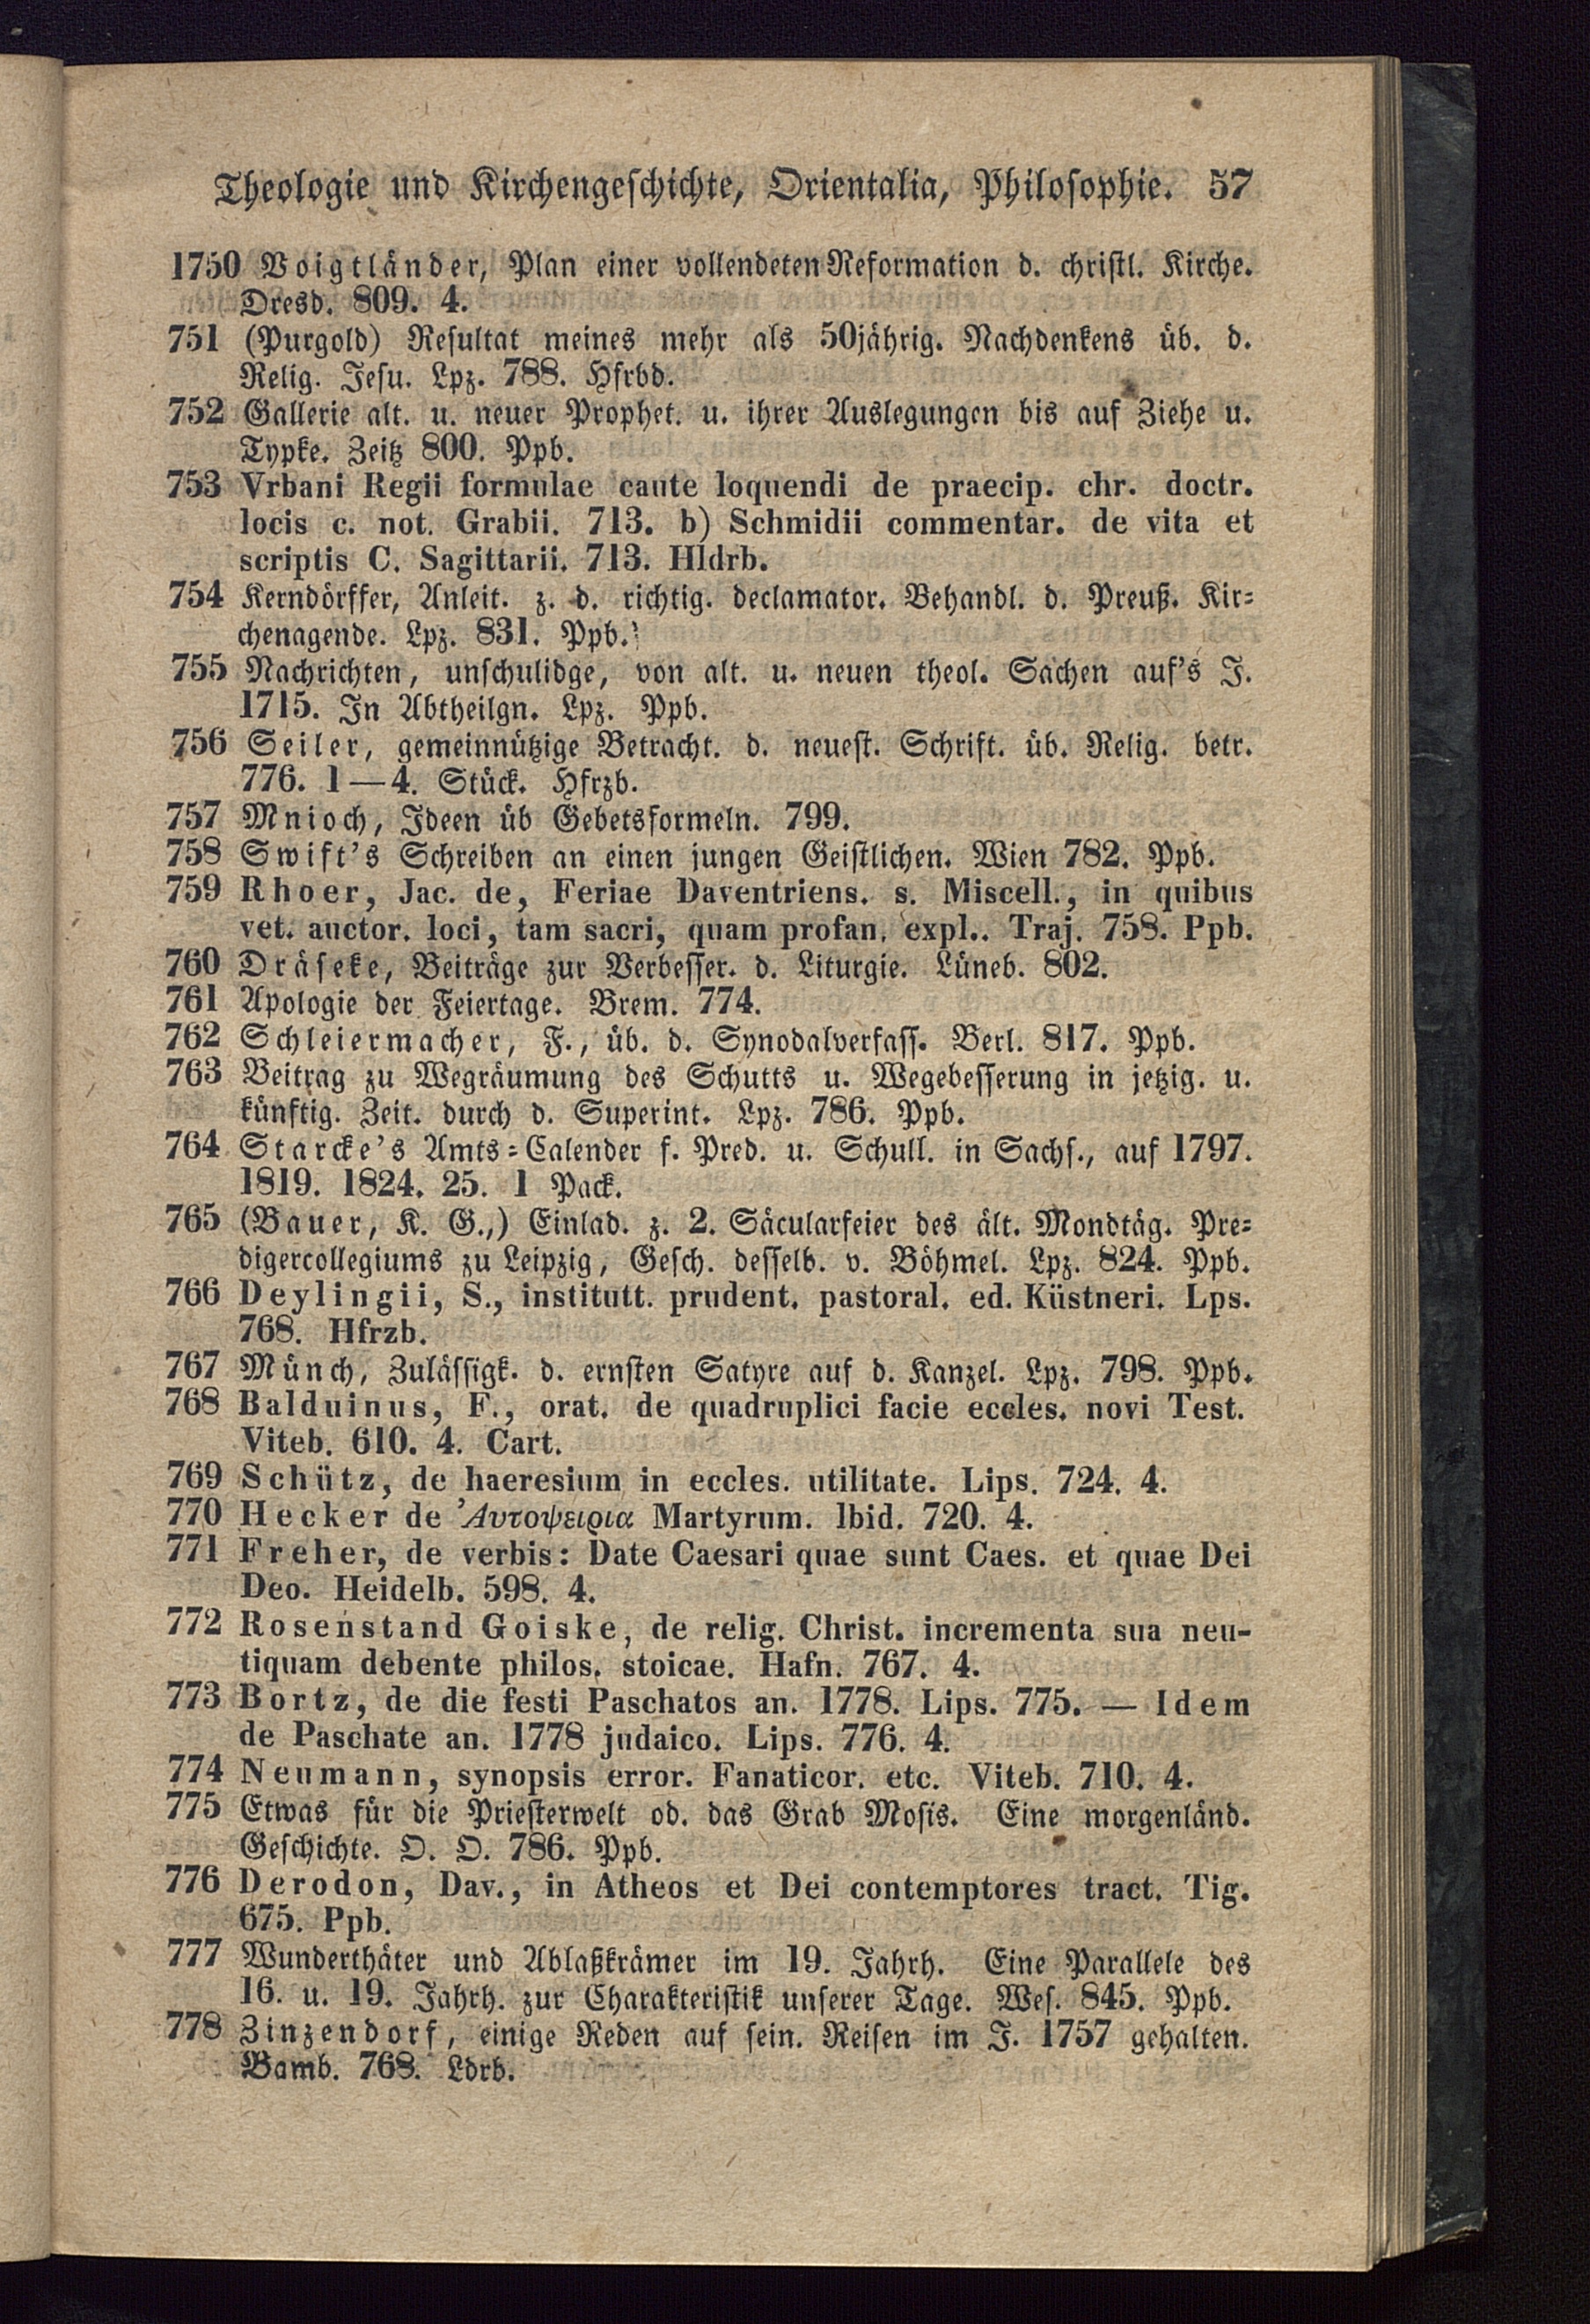 Theologie und Kirchengeschichte, Orientalia, Philosophie. 57
1750 Voigtländer, Plan einer vollendeten Reformation d. christl. Kirche.
Dresd. 809. 4.
751 (Purgold) Resultat meines mehr als 50jährig. Nachdenkens üb. d.
Relig. Jesu. Lpz. 788. Hfrbd.
752 Gallerie alt. u. neuer Prophet. u. ihrer Auslegungen bis auf Ziehe u.
Typke. Zeitz 800. Ppb.
753 Vrbani Regii formulae caute loquendi de praecip. chr. doctr.
locis c. not. Grabii. 713. b) Schmidii commentar. de vita et
scriptis C. Sagittarii. 713. Hldrb.
754 Kerndörffer, Anleit. z. d. richtig. declamator. Behandl. d. Preuß. Kir=
chenagende. Lpz. 831. Ppb.
755 Nachrichten, unschulidge, von alt. u. neuen theol. Sachen auf's J.
1715. In Abtheilgn. Lpz. Ppb.
756 Seiler, gemeinnützige Betracht. d. neuest. Schrift. üb. Relig. betr.
776. 1—4. Stück. Hfrzb.
757 Mnioch, Ideen üb Gebetsformeln. 799.
758 Swift's Schreiben an einen jungen Geistlichen. Wien 782. Ppb.
759 Rhoer, Jac. de, Feriae Daventriens. s. Miscell., in quibus
vet. auctor. loci, tam sacri, quam profan. expl.. Traj. 758. Ppb.
760 Dräseke, Beiträge zur Verbesser. d. Liturgie. Lüneb. 802.
761 Apologie der Feiertage. Brem. 774.
762 Schleiermacher, F., üb. d. Synodalverfass. Berl. 817. Ppb.
763 Beitrag zu Wegräumung des Schutts u. Wegebesserung in jetzig. u.
künftig. Zeit. durch d. Superint. Lpz. 786. Ppb.
764 Starcke's Amts=Calender f. Pred. u. Schull. in Sachs., auf 1797.
1819. 1824. 25. 1 Pack.
765 (Bauer, K. G.,) Einlad. z. 2. Säcularfeier des ält. Mondtäg. Pre=
digercollegiums zu Leipzig, Gesch. desselb. v. Böhmel. Lpz. 824. Ppb.
766 Deylingii, S., institutt. prudent. pastoral. ed. Küstneri. Lps.
768. Hfrzb.
767 Münch, Zulässigk. d. ernsten Satyre auf d. Kanzel. Lpz. 798. Ppb.
768 Balduinus, F., orat. de quadruplici facie eccles. novi Test.
Viteb. 610. 4. Cart.
769 Schütz, de haeresium in eccles. utilitate. Lips. 724. 4.
770 Hecker de Ἀυτοψειρια Martyrum. Ibid. 720. 4.
771 Freher, de verbis: Date Caesari quae sunt Caes. et quae Dei
Deo. Heidelb. 598. 4.
772 Rosenstand Goiske, de relig. Christ. incrementa sua neu-
tiquam debente philos. stoicae. Hafn. 767. 4.
773 Bortz, de die festi Paschatos an. 1778. Lips. 775. — Idem
de Paschate an. 1778 judaico. Lips. 776. 4.
774 Neumann, synopsis error. Fanaticor. etc. Viteb. 710. 4.
775 Etwas für die Priesterwelt od. das Grab Mosis. Eine morgenländ.
Geschichte. O. O. 786. Ppb.
776 Derodon, Dav., in Atheos et Dei contemptores tract. Tig.
675. Ppb.
777 Wunderthäter und Ablaßkrämer im 19. Jahrh. Eine Parallele des
16. u. 19. Jahrh. zur Charakteristik unserer Tage. Wes. 845. Ppb.
778 Zinzendorf, einige Reden auf sein. Reisen im J. 1757 gehalten.
Bamb. 768. Ldrb.